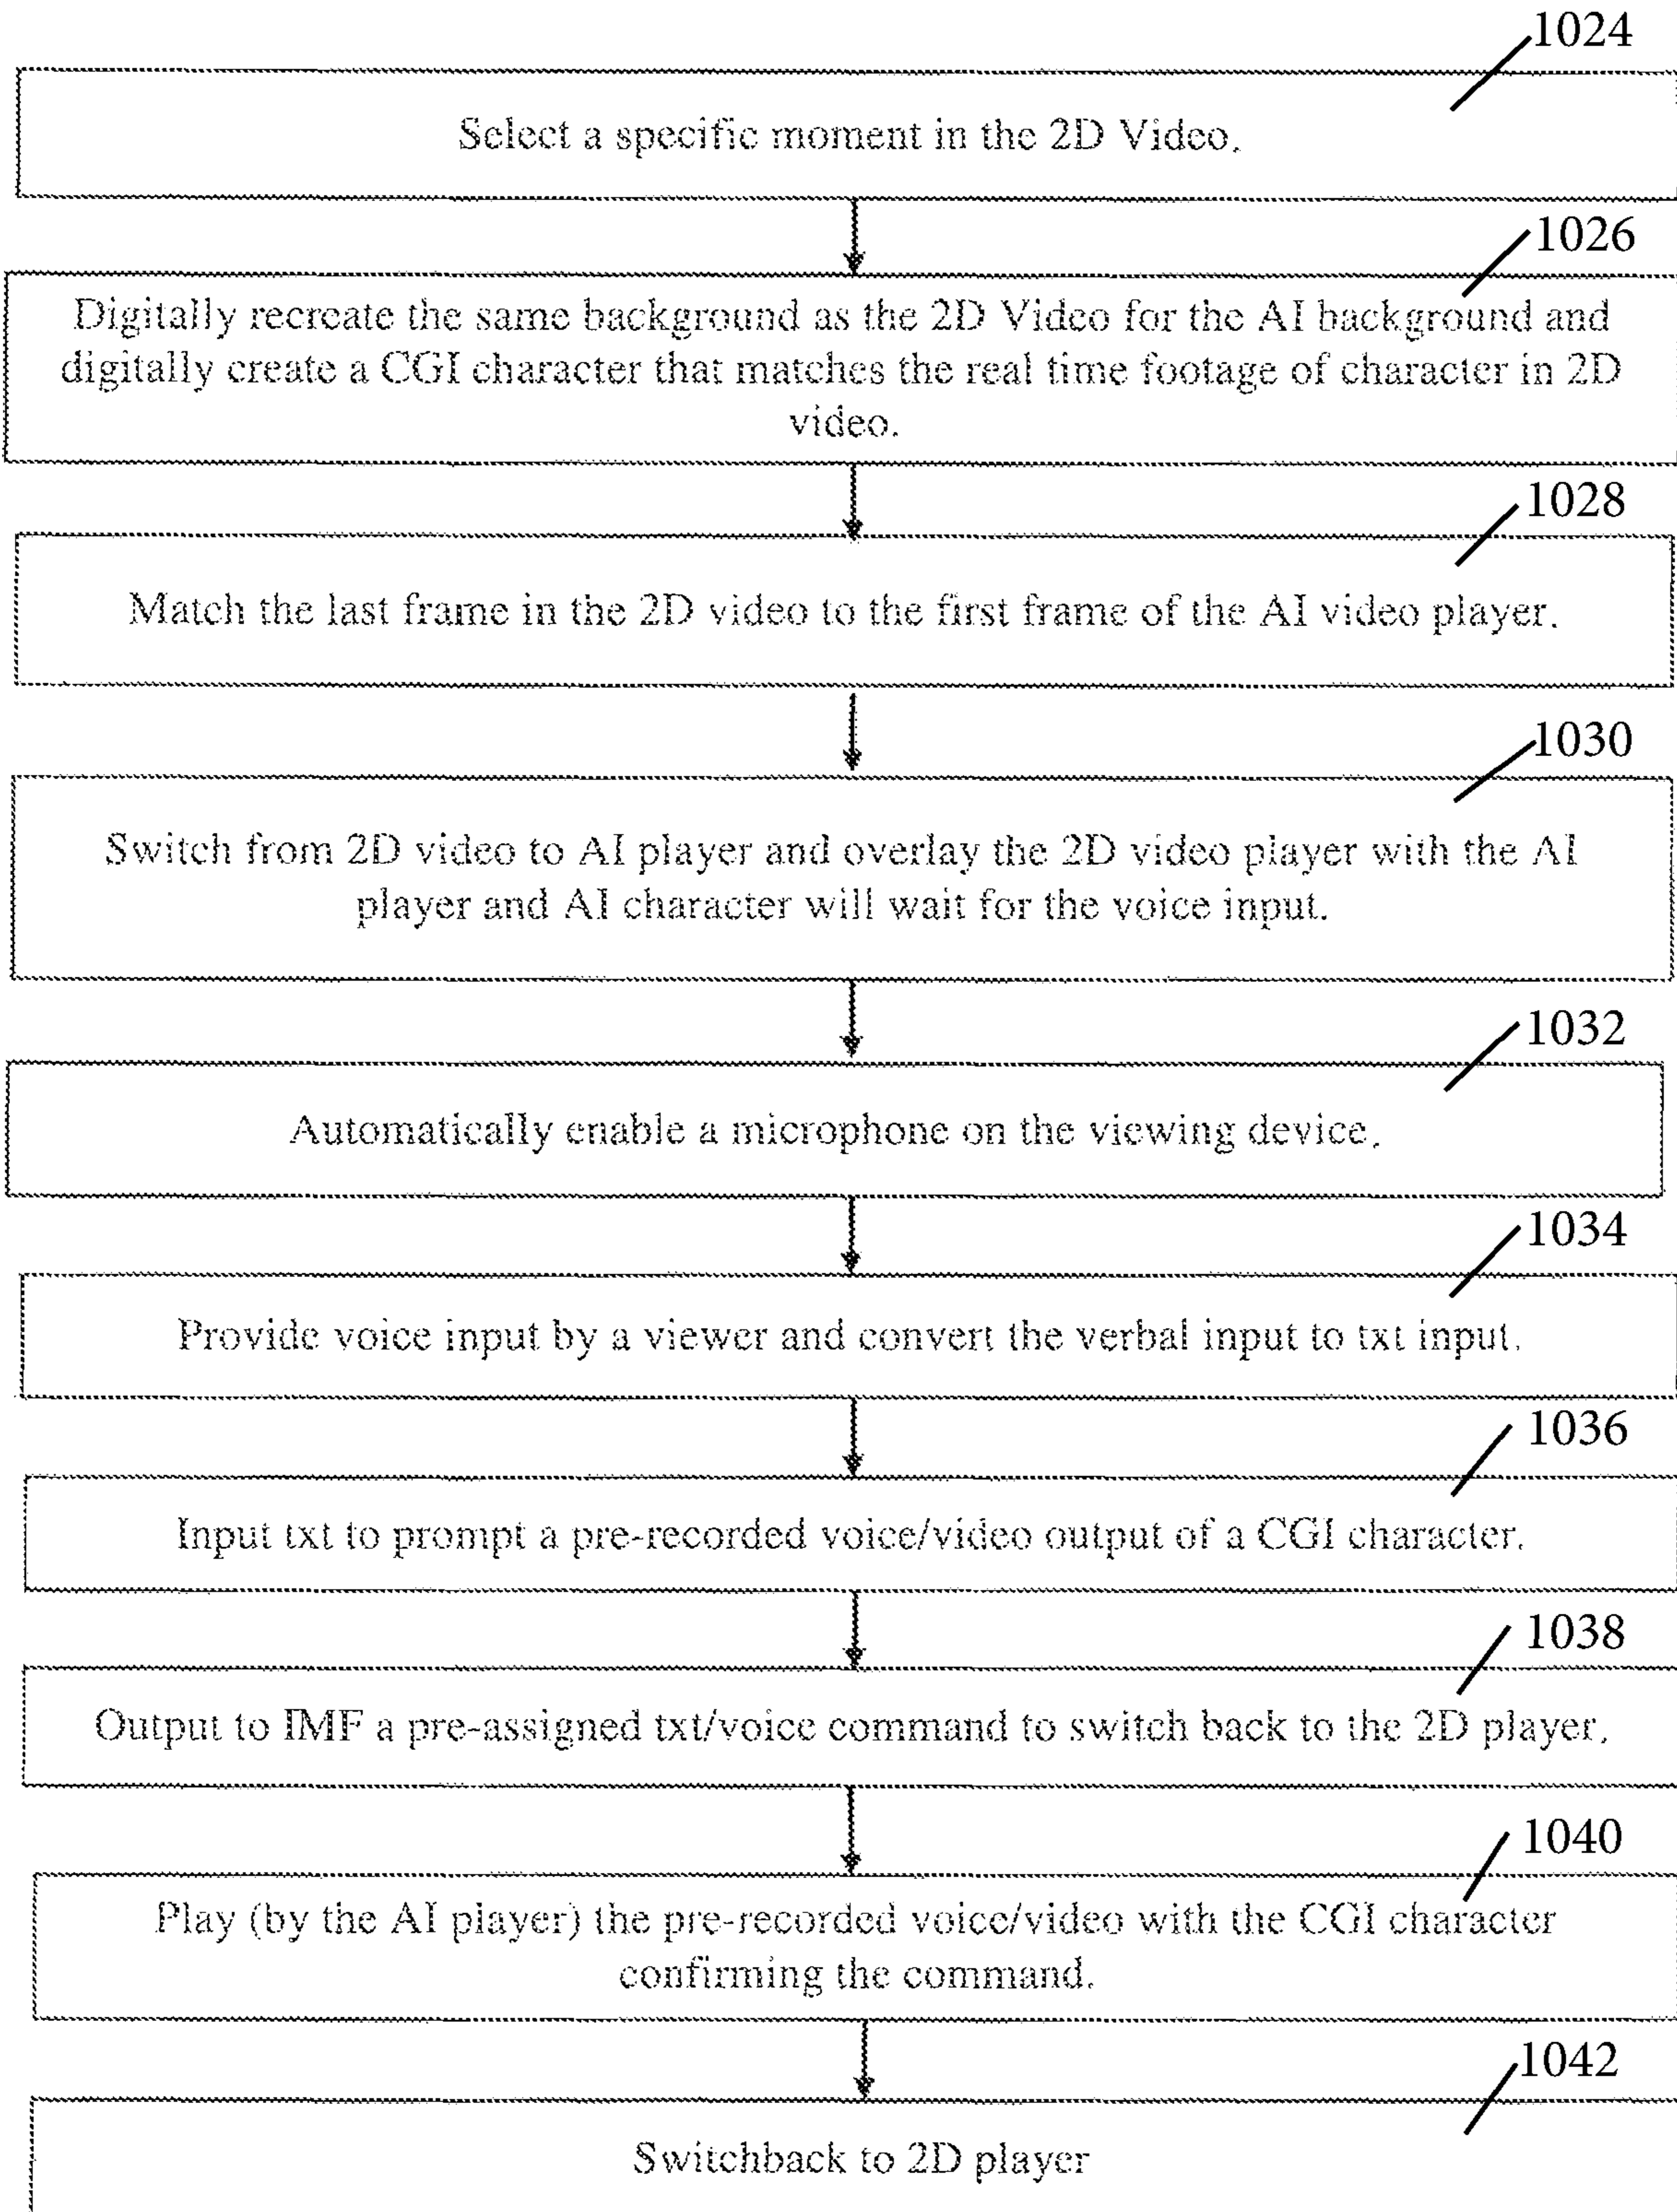 1024
Select a specific moment in the 2D Video.
1026
Digitally recreate the same background as the 2D Video for the AI background and
digitally create a CGI character that matches the real time footage of character in 2D
video.
1028
Match the last frame in the 2D video to the first frame of the AI video player.
1030
Switch from 2D video to AI player and overlay the 2D video player with the AI
player and AI character will wait for the voice input.
1032
Automatically enable a microphone on the viewing device.
1034
Provide voice input by a viewer and convert the verbal input to txt input.
1036
Input txt to prompt a pre-recorded voice/video output of a CGI character.
1038
Output to IMF a pre-assigned txt/voice command to switch back to the 2D player.
1040
Play (by the AI player) the pre-recorded voice/video with the CGI character
confirming the command.
1042
Switchback to 2D player